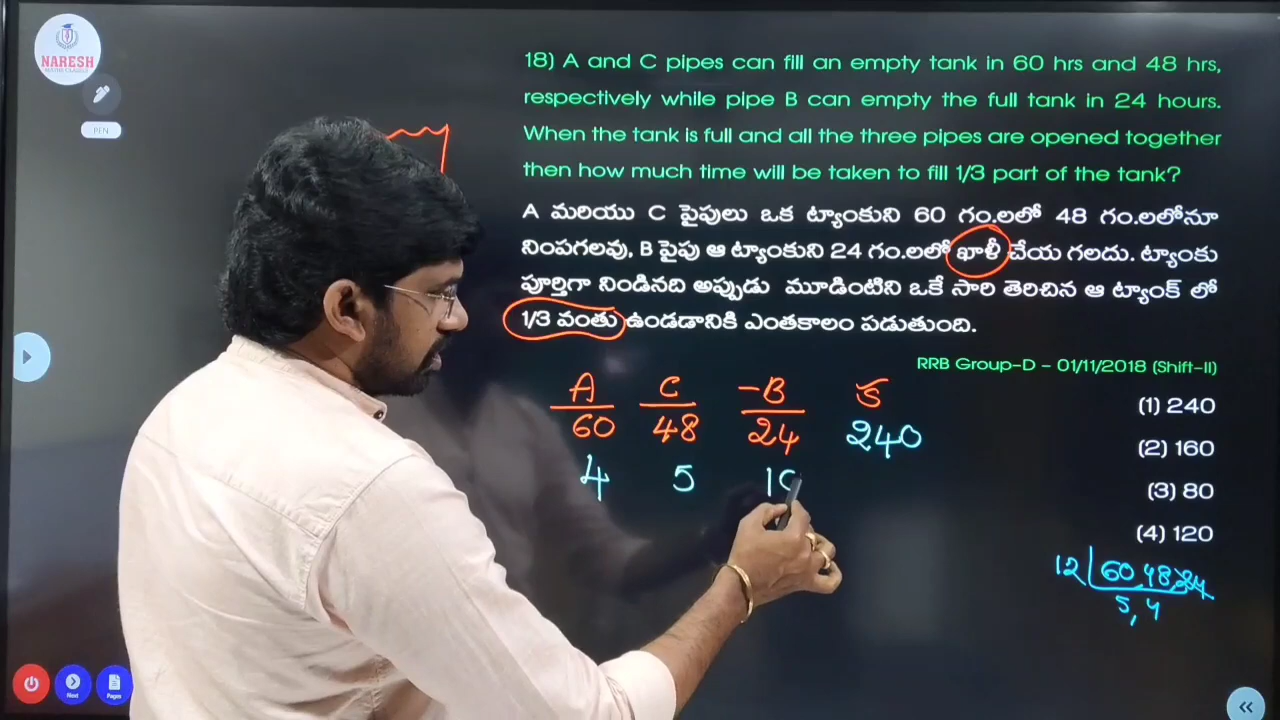 NARESH
PEN
18) A and C pipes can fill an empty tank in 60 hrs and 48 hrs,
respectively while pipe B can empty the full tank in 24 hours.
When the tank is full and all the three pipes are opened together
then how much time will be taken to fill 1/3 part of the tank?
A మరియు C పైపులు ఒక ట్యాంకుని 60 గం.లలో 48 గం.లలోనూ
నింపగలవు, B పైపు ఆ ట్యాంకుని 24 గం.లలో ఖాళీ చేయ గలదు. ట్యాంకు
పూర్తిగా నిండినది అప్పుడు మూడింటిని ఒకే సారి తెరిచిన ఆ ట్యాంక్ లో
1/3 వంతు ఉండడానికి ఎంతకాలం పడుతుంది.
RRB Group-D - 01/11/2018 (Shift-II)
A C -B
60 48 24 240
4 5 10
(1) 240
(2) 160
(3) 80
(4) 120
12 60,48,24
5, 4
Next
Pages